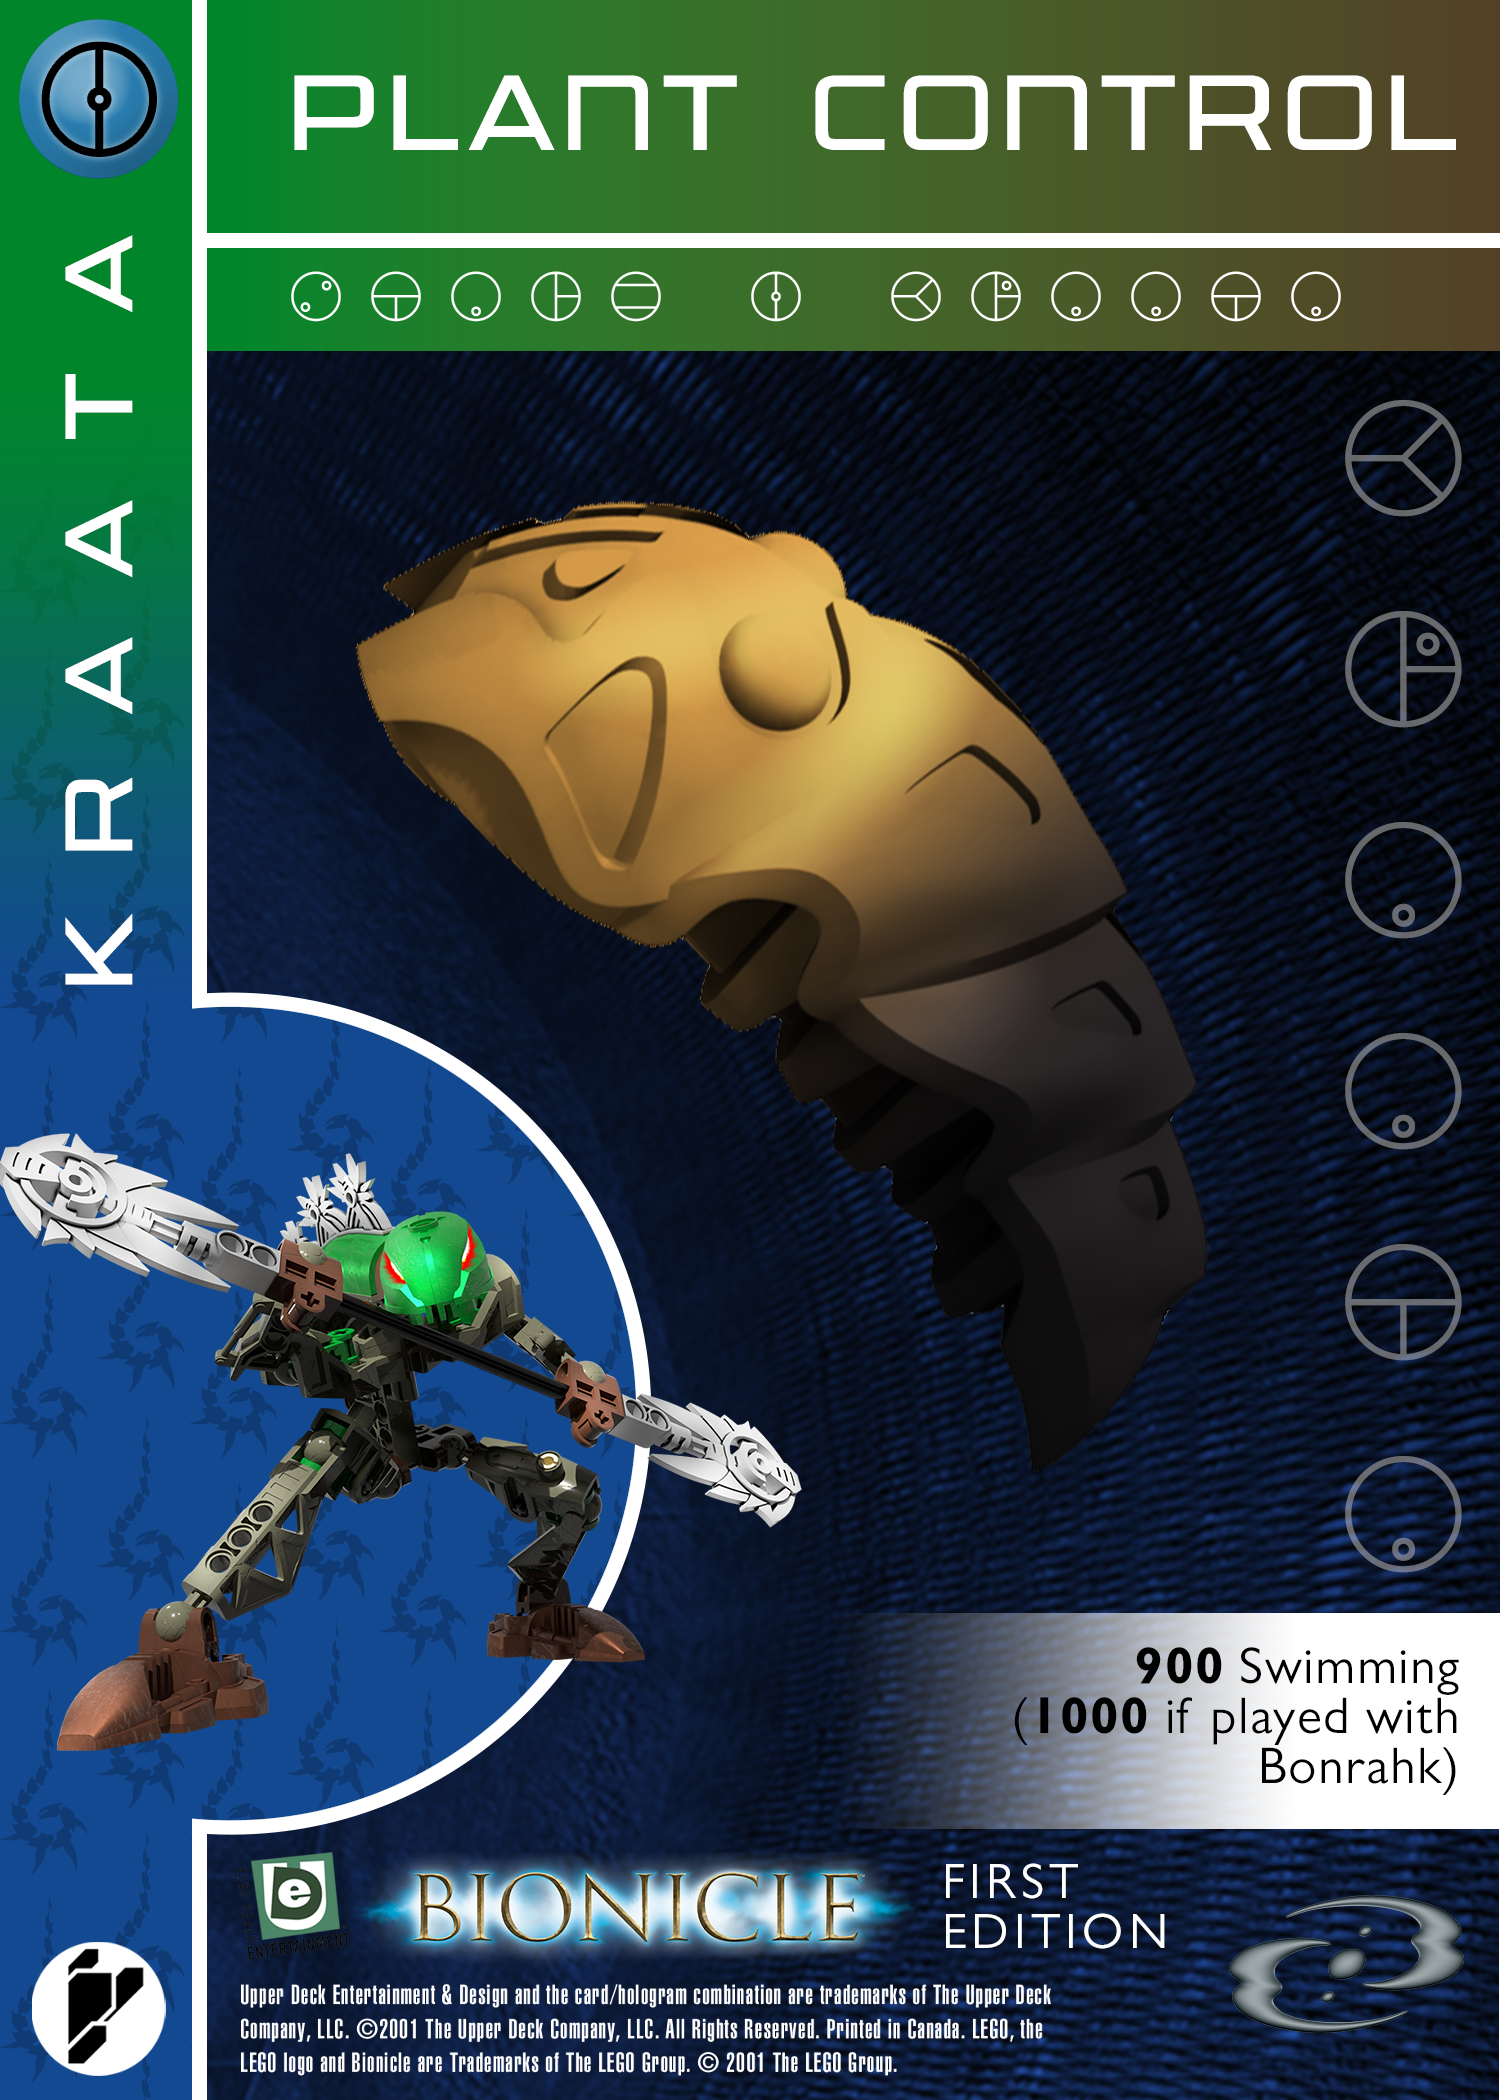 PLANT CONTROL
KRAATA
900 Swimming
(1000 if played with
Bonrahk)
de
ENTERTAINMENT
BIONICLE
FIRST
EDITION
Upper Deck Entertainment & Design and the card/hologram combination are trademarks of The Upper Deck
Company, LLC. ©2001 The Upper Deck Company, LLC. All Rights Reserved. Printed in Canada. LEGO, the
LEGO logo and Bionicle are Trademarks of The LEGO Group. © 2001 The LEGO Group.